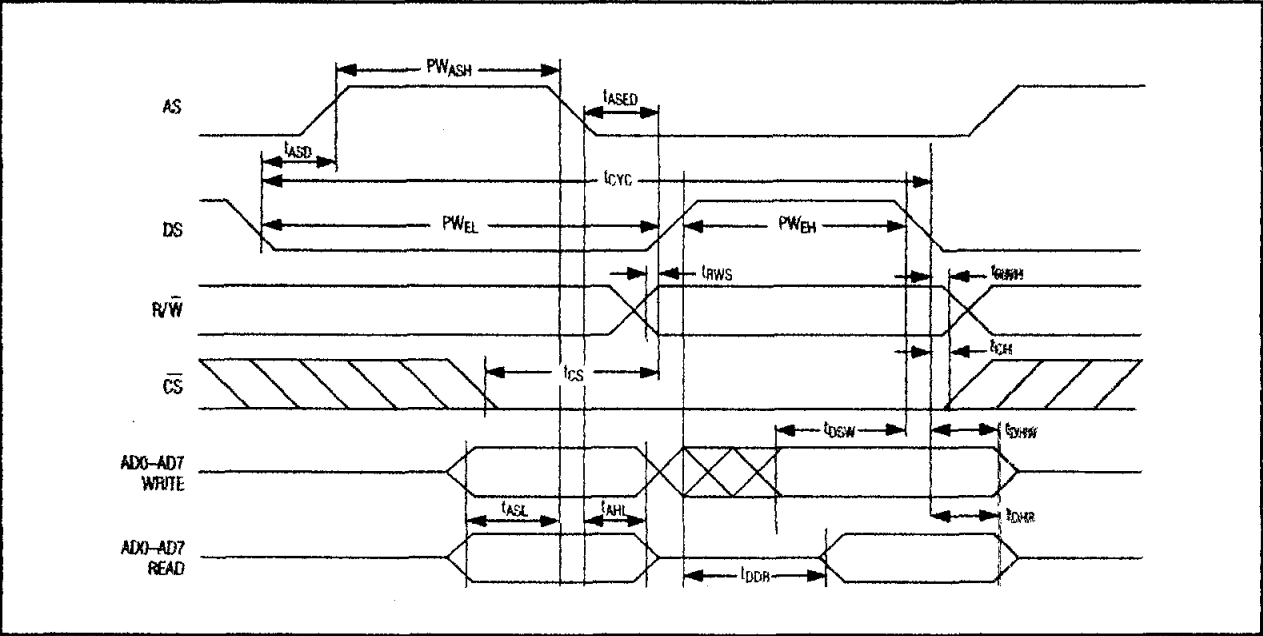 PWASH
AS
tASED
tASD
tCYC
DS
PWEL
PWEH
tRWS
tRWH
R/W̅
tCH
C̅S̅
tCS
tDSW
tDHW
AD0–AD7
WRITE
tASL
tAHL
tDHR
AD0–AD7
READ
tDDR